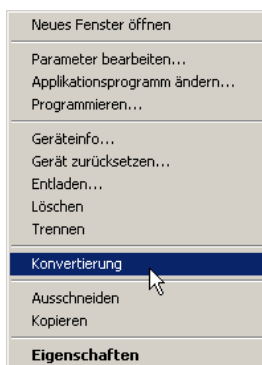 Neues Fenster öffnen
Parameter bearbeiten...
Applikationsprogramm ändern...
Programmieren...
Geräteinfo...
Gerät zurücksetzen...
Entladen...
Löschen
Trennen
Konvertierung
Ausschneiden
Kopieren
Eigenschaften